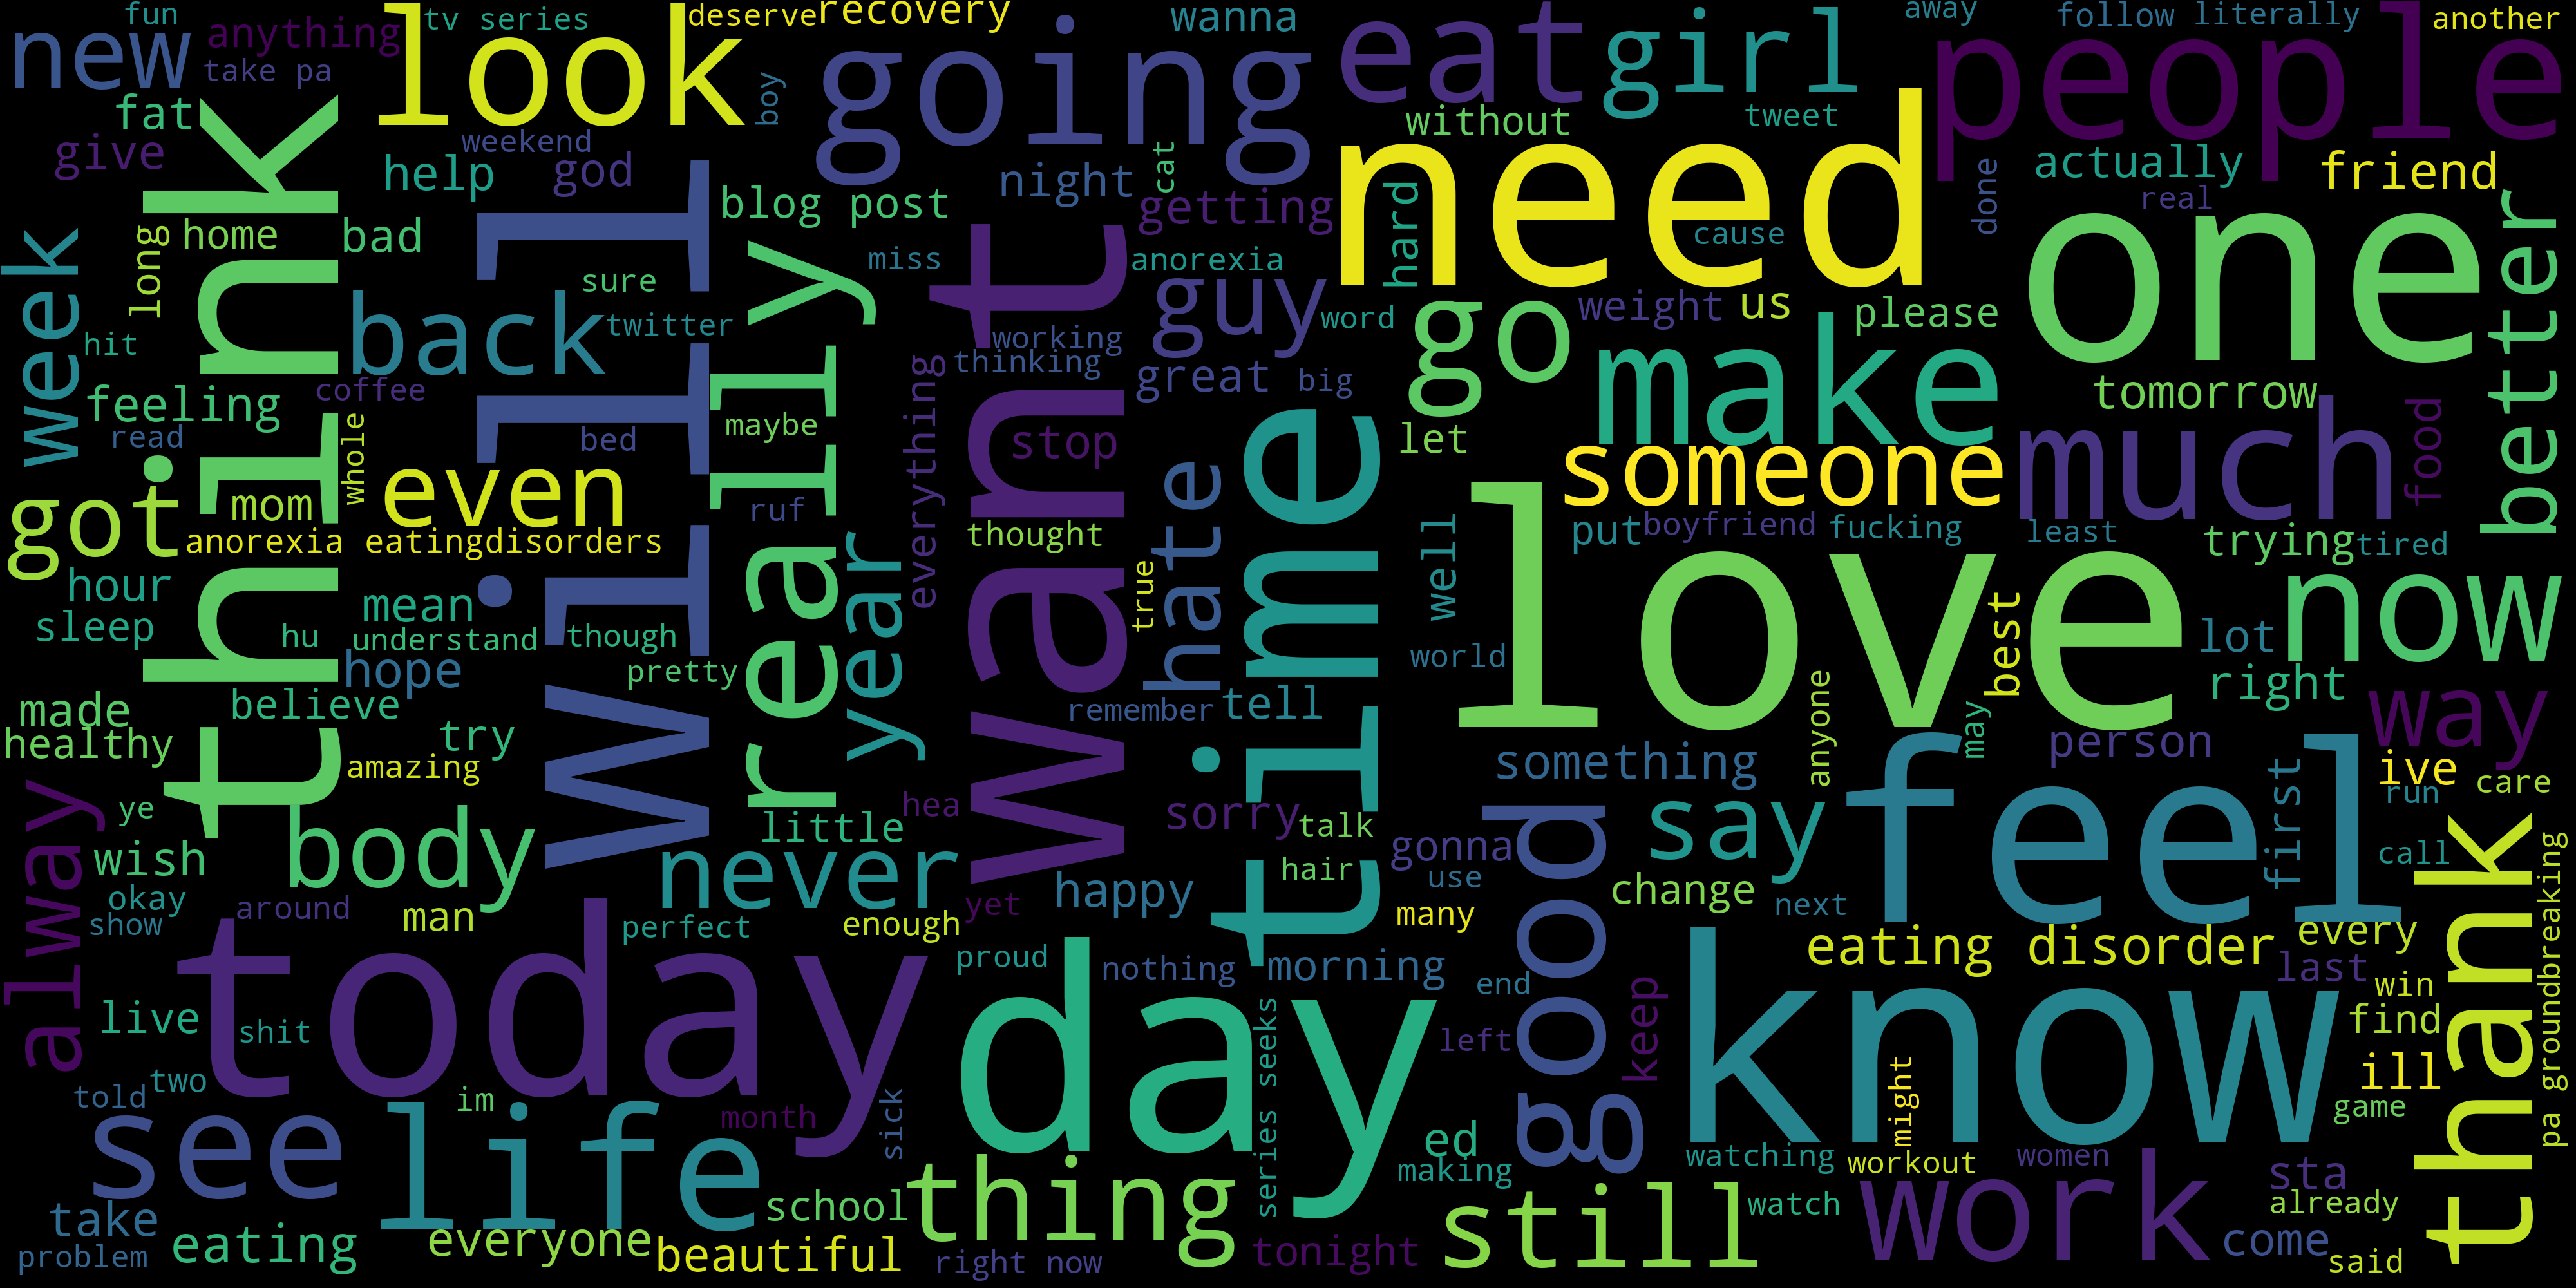 fun
tv series
deserve
recovery
wanna
away
follow
literally
another
new
anything
look
going
eat
girl
people
take pa
boy
fat
weekend
without
tweet
need
give
help
god
night
cat
actually
friend
think
blog post
getting
hard
done
real
one
home
bad
long
cause
week
will
sure
miss
anorexia
back
twitter
really
want
guy
word
go
weight
us
please
better
hit
working
thinking
make
coffee
great
big
tomorrow
feeling
read
whole
bed
maybe
everything
stop
let
someone
much
food
got
mom
even
ruf
year
thought
hate
time
love
put
boyfriend
fucking
least
trying
tired
anorexia eatingdisorders
hour
mean
true
well
now
sleep
hu
understand
though
hope
pretty
world
best
lot
right
made
believe
remember
tell
anyone
may
person
way
healthy
try
amazing
something
feel
first
ive
care
run
alway
ye
body
little
hea
sorry
talk
good
say
thank
wish
never
hair
gonna
call
okay
around
man
perfect
enough
yet
happy
use
many
change
next
show
today
day
proud
nothing
morning
end
keep
know
eating disorder
every
last
win
pa groundbreaking
live
shit
series seeks
left
find
two
told
im
month
sick
ill
game
see
life
thing
ed
making
watching
might
workout
women
sta
take
school
still
watch
work
already
problem
eating
everyone
beautiful
right now
tonight
come
said